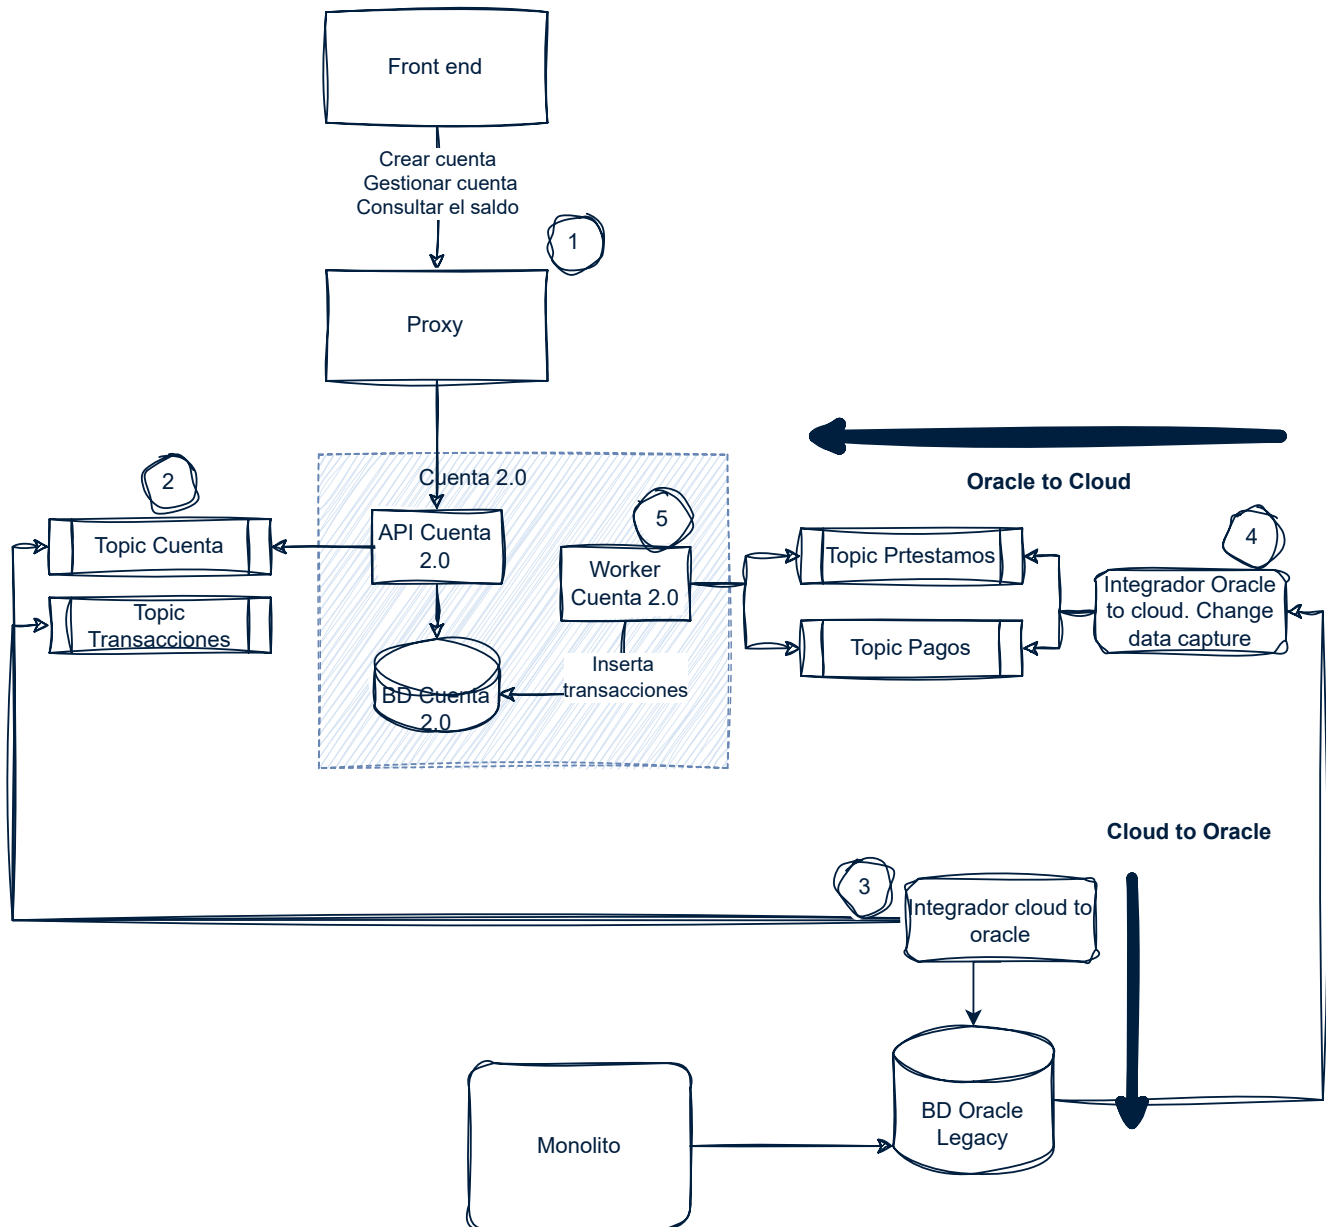 Front end
Crear cuenta
Gestionar cuenta
Consultar el saldo
1
Proxy
Oracle to Cloud
2
Cuenta 2.0
Topic Cuenta
API Cuenta
2.0
5
4
Topic
Transacciones
Worker
Cuenta 2.0
Topic Prtestamos
Integrador Oracle
to cloud. Change
data capture
Topic Pagos
Inserta
transacciones
BD Cuenta
2.0
Cloud to Oracle
3
Integrador cloud to
oracle
BD Oracle
Legacy
Monolito